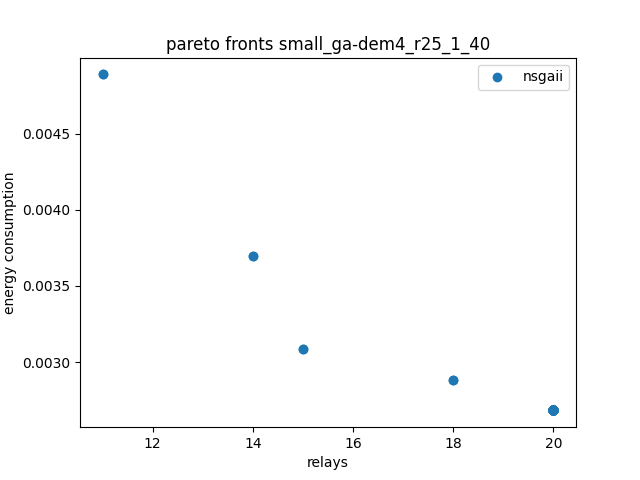 pareto fronts small_ga-dem4_r25_1_40
nsgaii
energy consumption
0.0045
0.0040
0.0035
0.0030
12 14 16 18 20
relays